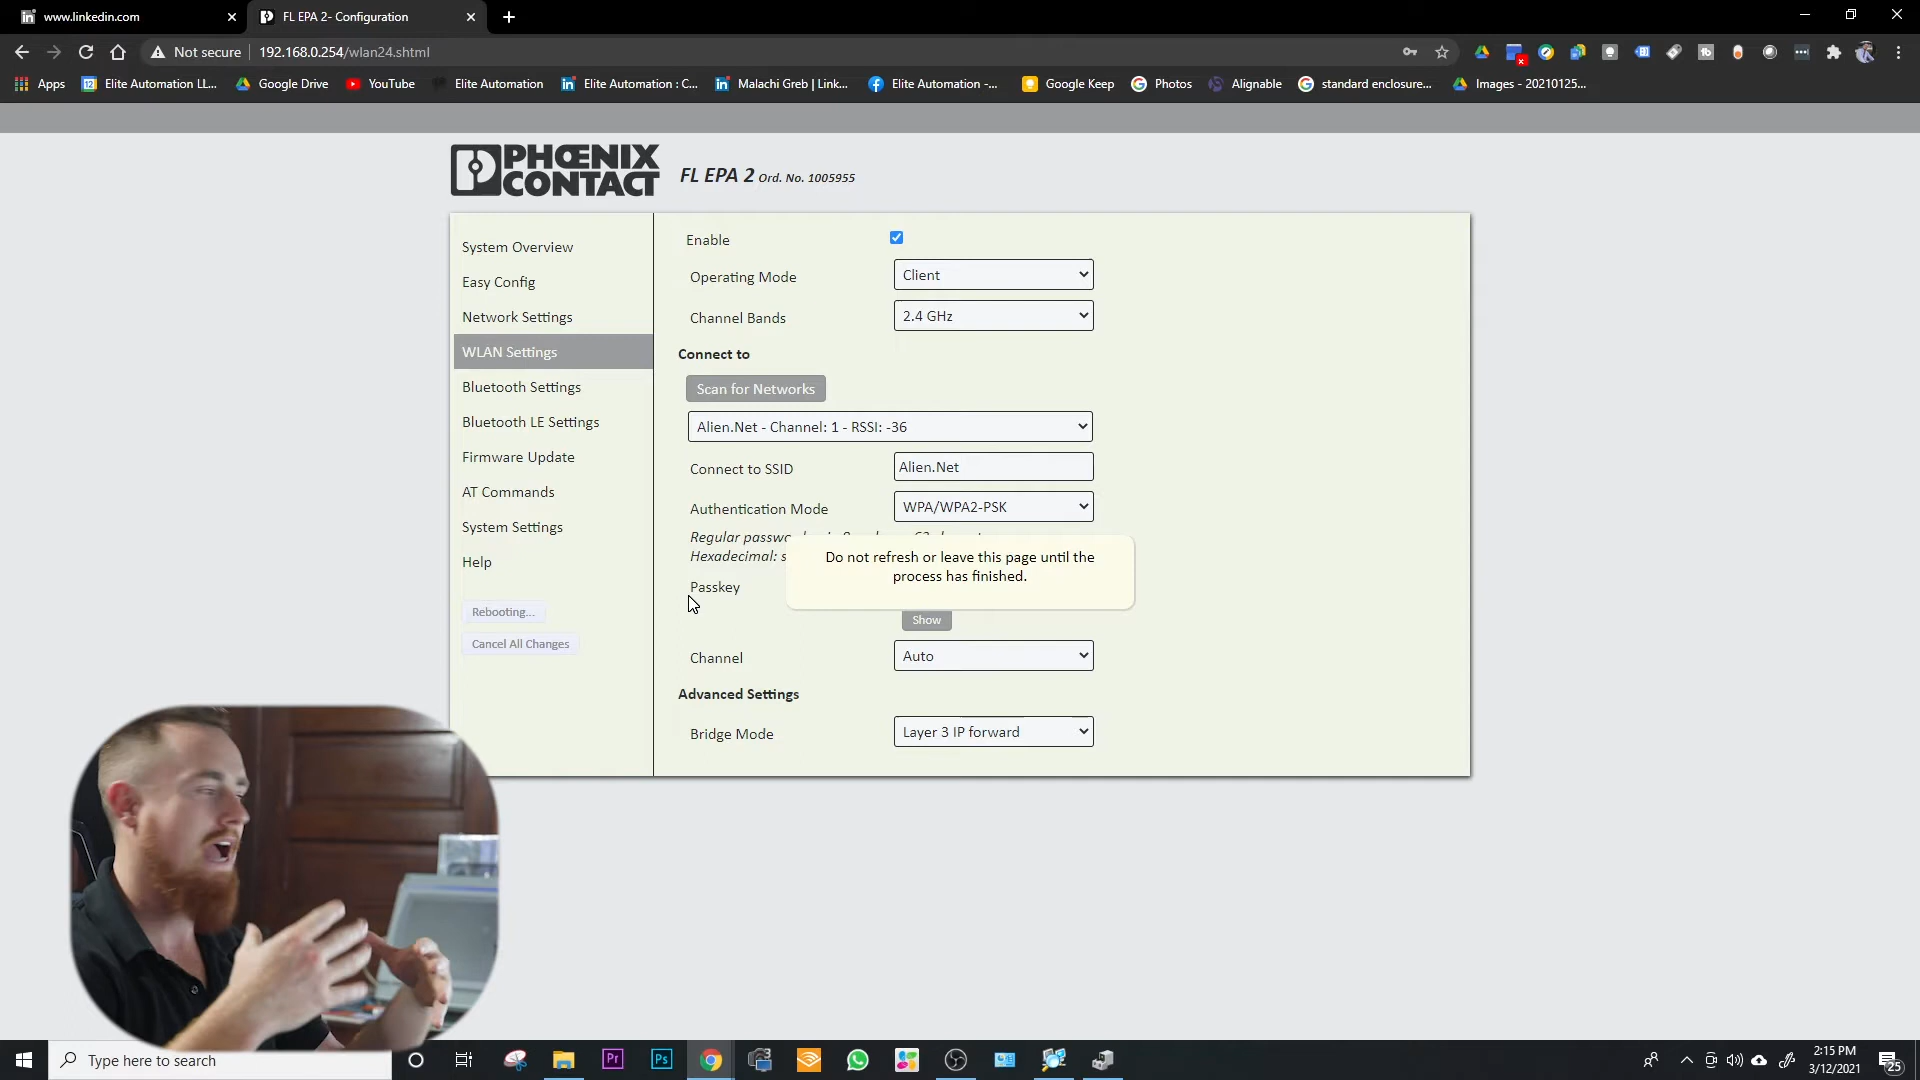 www.linkedin.com
FL EPA 2- Configuration
Not secure
192.168.0.254/wlan24.shtml
Apps
12
Elite Automation LL...
Google Drive
YouTube
Elite Automation
Elite Automation : C...
Malachi Greb | Link...
Elite Automation -...
Google Keep
Photos
Alignable
standard enclosure...
Images - 20210125...
PHŒNIX
CONTACT
FL EPA 2 Ord. No. 1005955
System Overview
Easy Config
Network Settings
WLAN Settings
Bluetooth Settings
Bluetooth LE Settings
Firmware Update
AT Commands
System Settings
Help
Rebooting...
Cancel All Changes
Enable
Operating Mode
Client
Channel Bands
2.4 GHz
Connect to
Scan for Networks
Alien.Net - Channel: 1 - RSSI: -36
Connect to SSID
Alien.Net
Authentication Mode
WPA/WPA2-PSK
Regular
Hexadecimal:
Do not refresh or leave this page until the
process has finished.
Passkey
Show
Channel
Auto
Advanced Settings
Bridge Mode
Layer 3 IP forward
Type here to search
Pr
Ps
2:15 PM
3/12/2021
25